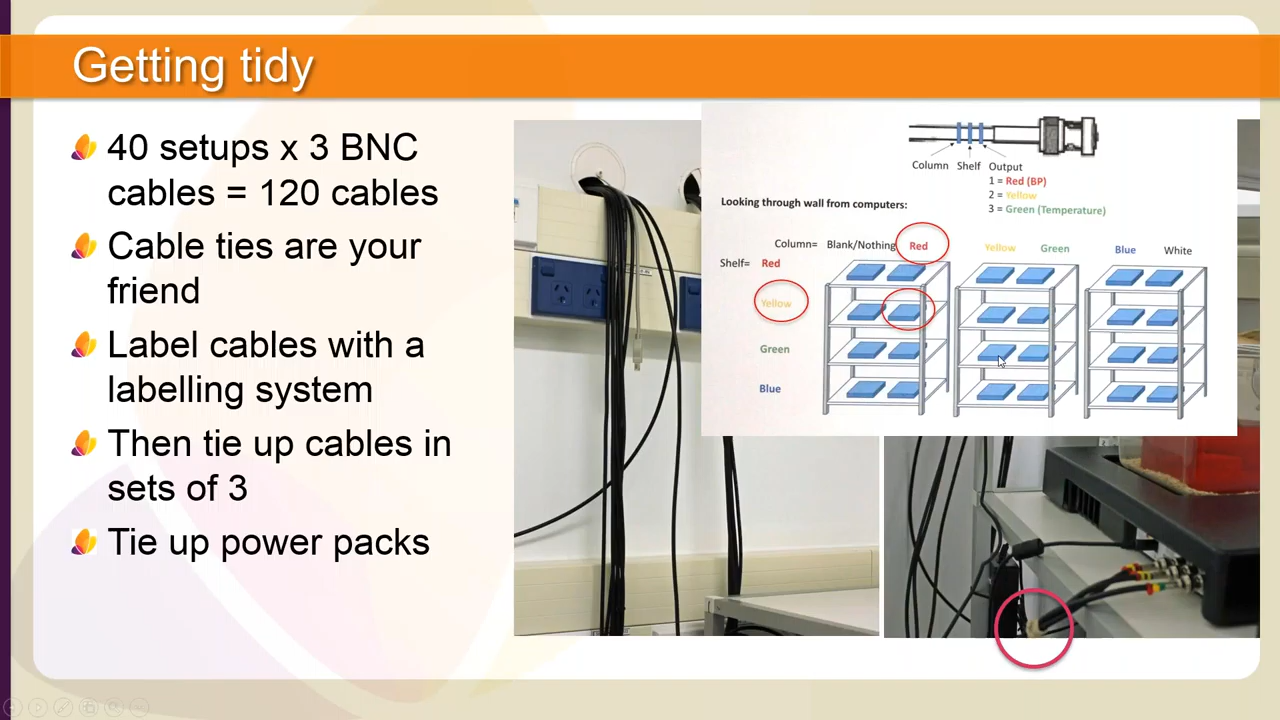 Getting tidy
40 setups x 3 BNC
cables = 120 cables
Cable ties are your
friend
Label cables with a
labelling system
Then tie up cables in
sets of 3
Tie up power packs
Column Shelf Output
1 = Red (BP)
2 = Yellow
3 = Green (Temperature)
Looking through wall from computers:
Column= Blank/Nothing Red Yellow Green Blue White
Shelf= Red
Yellow
Green
Blue